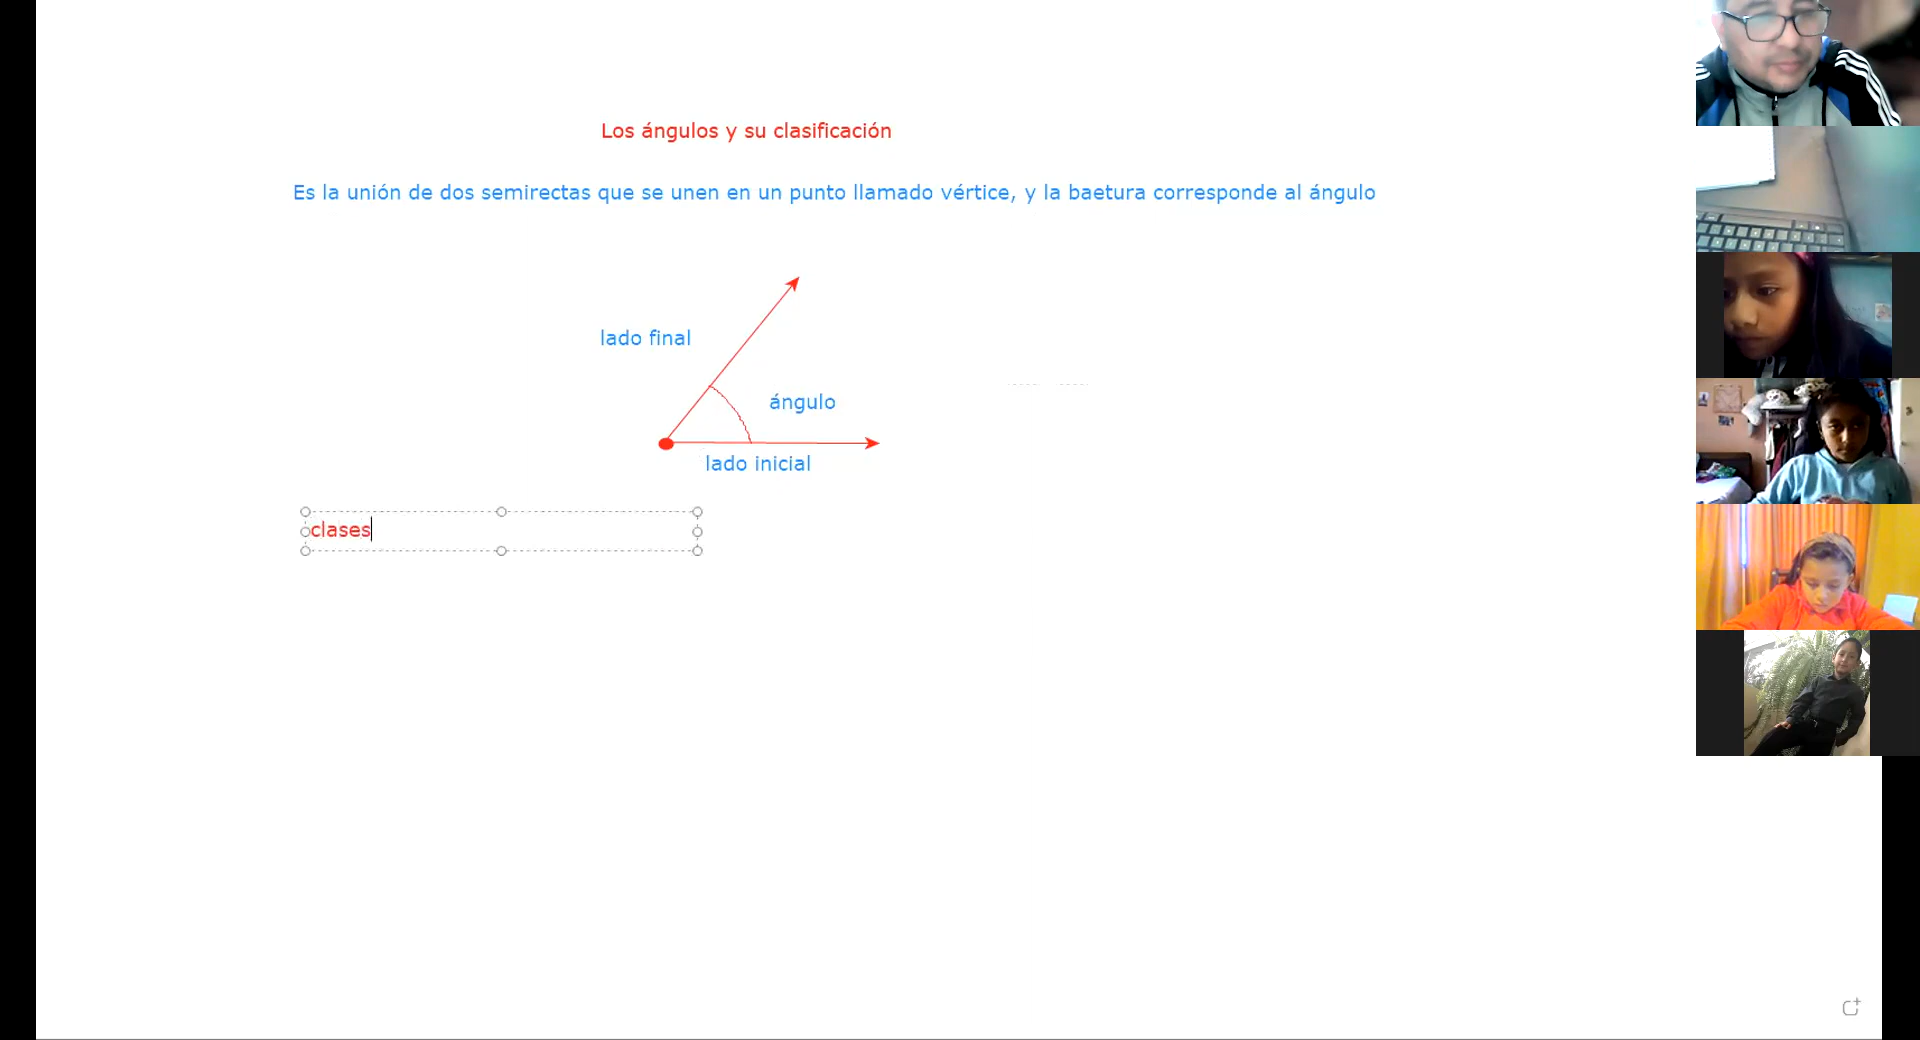 Los ángulos y su clasificación
Es la unión de dos semirectas que se unen en un punto llamado vértice, y la baetura corresponde al ángulo
lado final
ángulo
lado inicial
clases